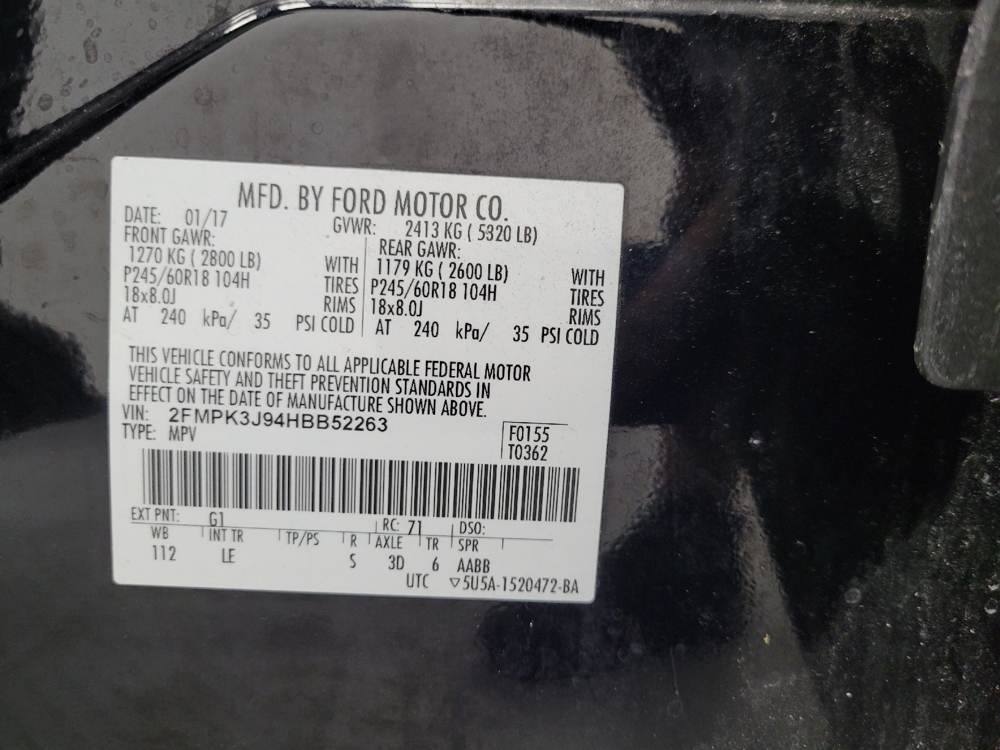 MFD. BY FORD MOTOR CO.
DATE: 01/17 GVWR: 2413 KG ( 5320 LB)
FRONT GAWR: REAR GAWR:
1270 KG ( 2800 LB) WITH 1179 KG ( 2600 LB) WITH
P245/60R18 104H TIRES P245/60R18 104H TIRES
18x8.0J RIMS 18x8.0J RIMS
AT 240 kPa/ 35 PSI COLD AT 240 kPa/ 35 PSI COLD
THIS VEHICLE CONFORMS TO ALL APPLICABLE FEDERAL MOTOR
VEHICLE SAFETY AND THEFT PREVENTION STANDARDS IN
EFFECT ON THE DATE OF MANUFACTURE SHOWN ABOVE.
VIN: 2FMPK3J94HBB52263
TYPE: MPV
F0155
T0362
EXT PNT: G1 RC: 71 DSO:
WB INT TR TP/PS R AXLE TR SPR
112 LE S 3D 6 AABB
UTC ▽5U5A-1520472-BA